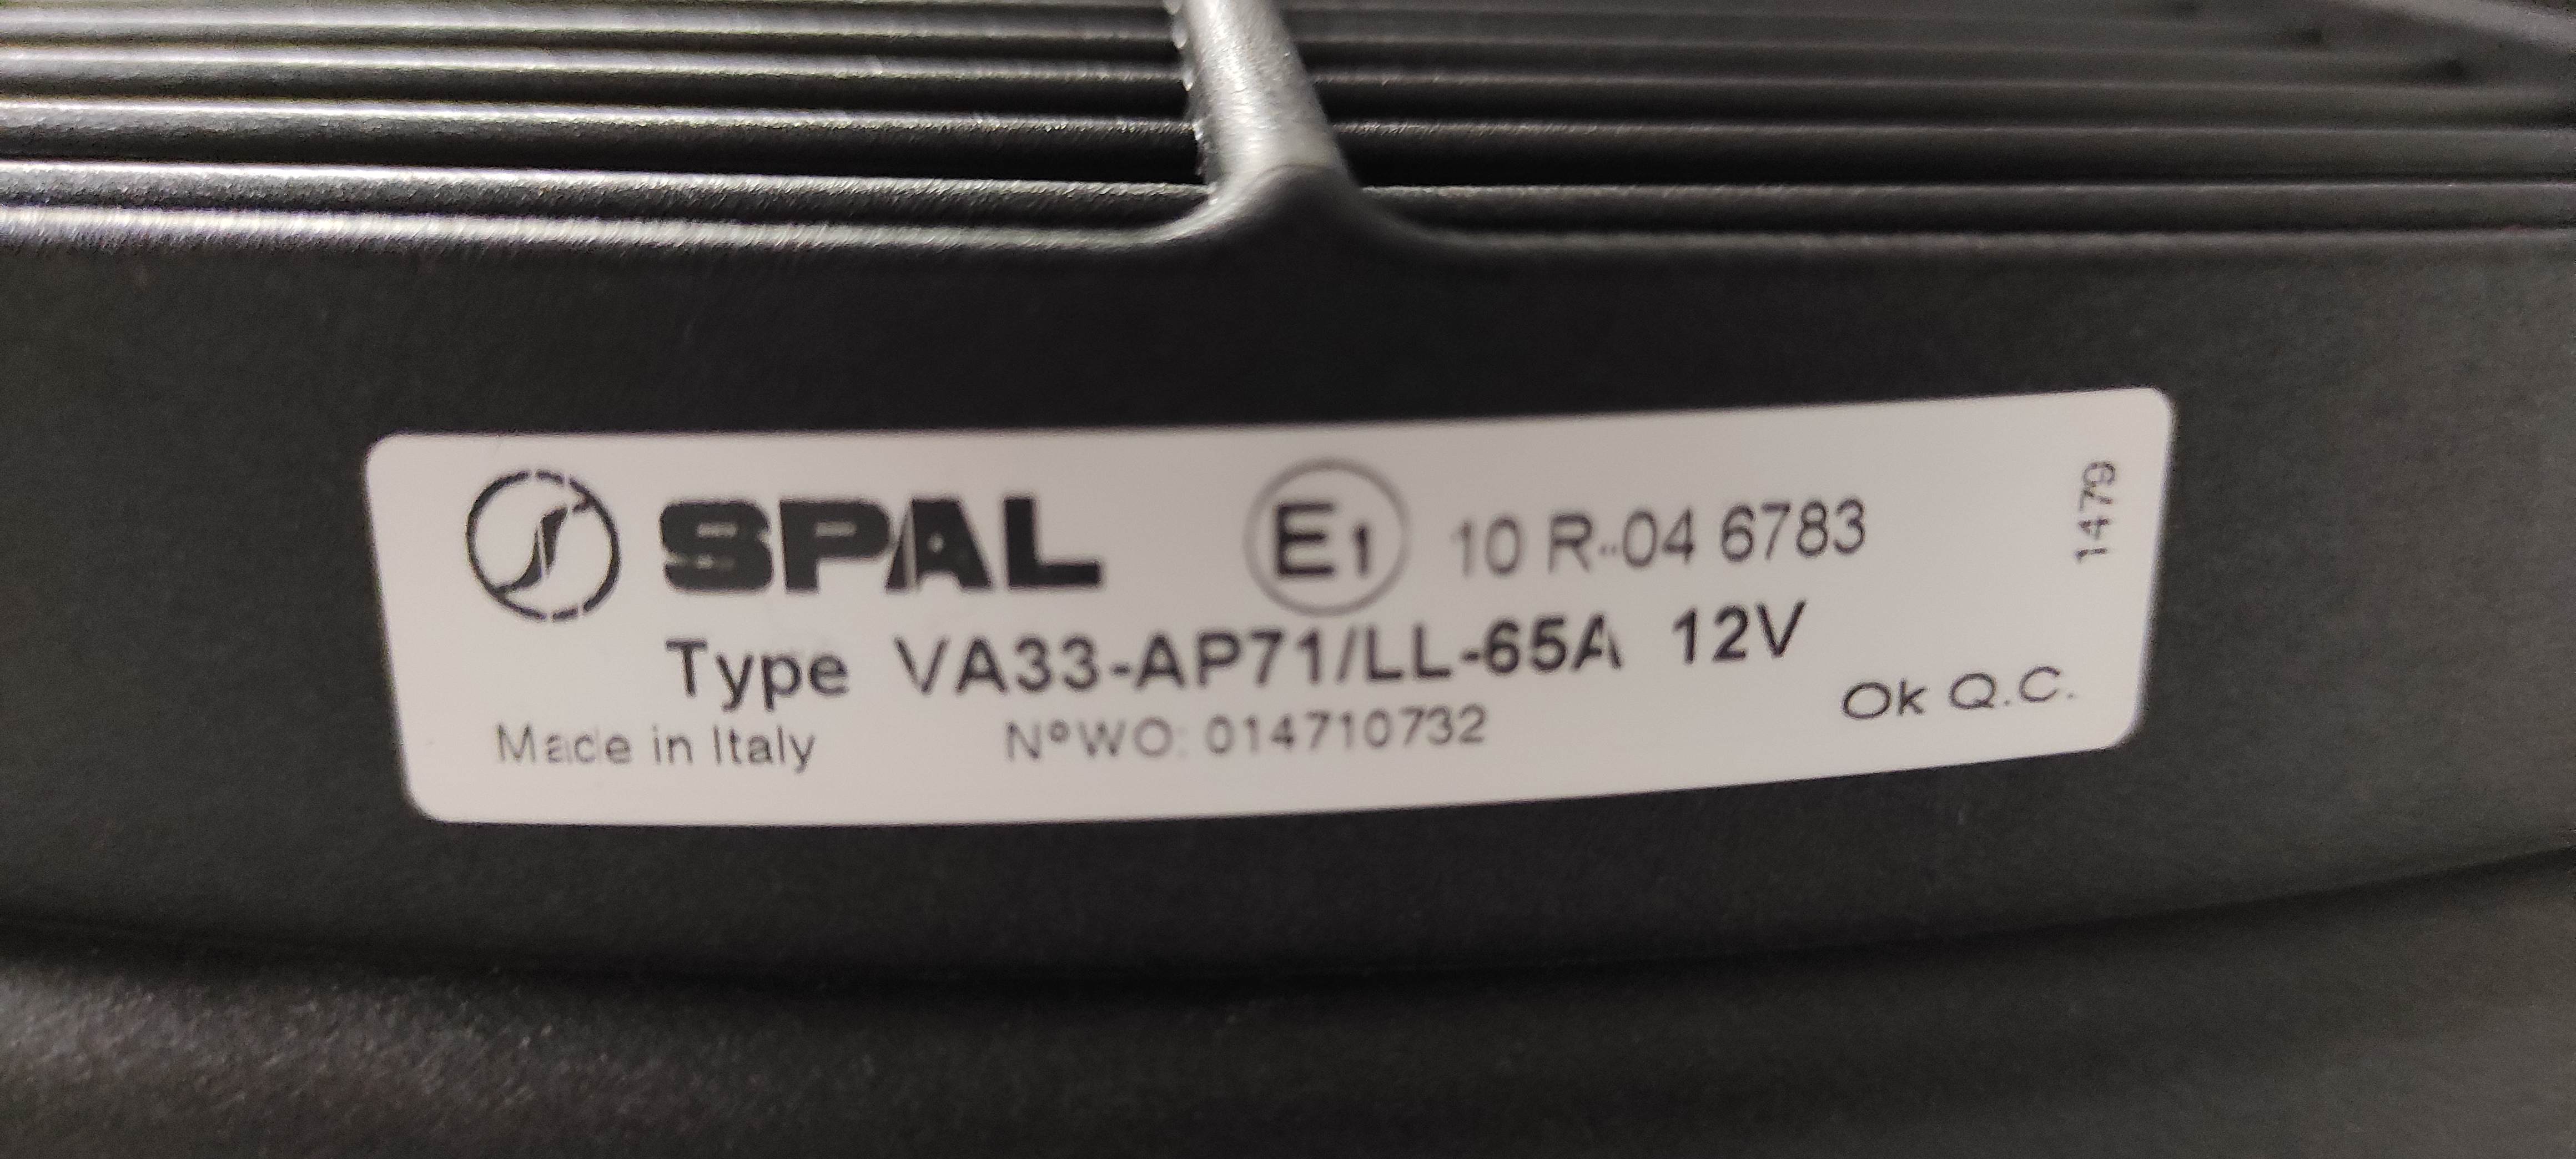 SPAL E1 10 R-04 6783
1479
Type VA33-AP71/LL-65A 12V
Ok Q.C.
Made in Italy N°WO: 014710732